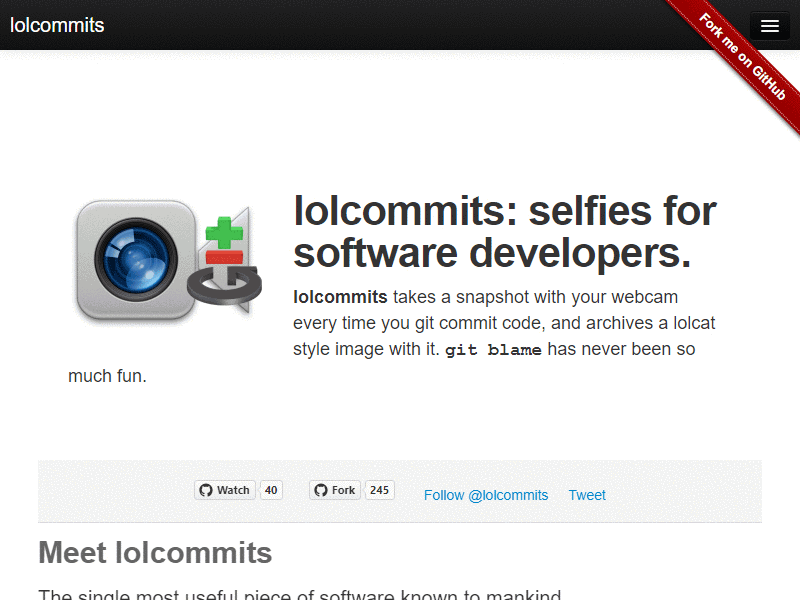 lolcommits
Fork me on GitHub
lolcommits: selfies for
software developers.
lolcommits takes a snapshot with your webcam
every time you git commit code, and archives a lolcat
style image with it. git blame has never been so
much fun.
Watch 40 Fork 245 Follow @lolcommits Tweet
Meet lolcommits
The single most useful piece of software known to mankind